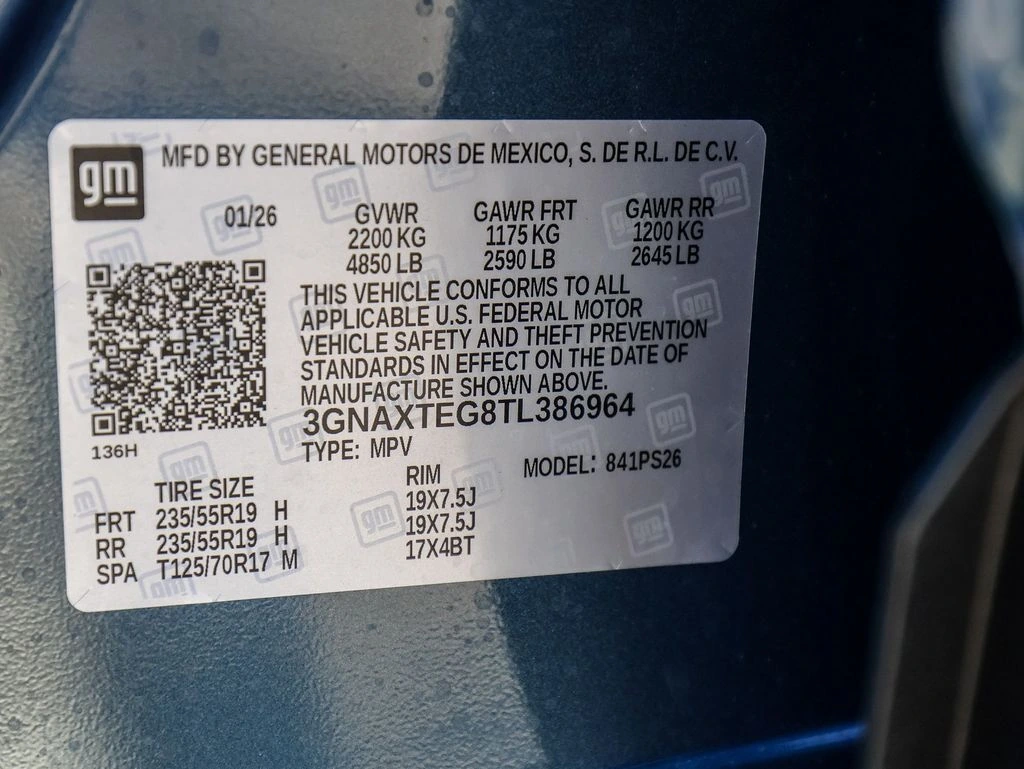 gm MFD BY GENERAL MOTORS DE MEXICO, S. DE R.L. DE C.V.
01/26 GVWR GAWR FRT GAWR RR
2200 KG 1175 KG 1200 KG
4850 LB 2590 LB 2645 LB
THIS VEHICLE CONFORMS TO ALL
APPLICABLE U.S. FEDERAL MOTOR
VEHICLE SAFETY AND THEFT PREVENTION
STANDARDS IN EFFECT ON THE DATE OF
MANUFACTURE SHOWN ABOVE.
3GNAXTEG8TL386964
136H TYPE: MPV MODEL: 841PS26
TIRE SIZE RIM
FRT 235/55R19 H 19X7.5J
RR 235/55R19 H 19X7.5J
SPA T125/70R17 M 17X4BT